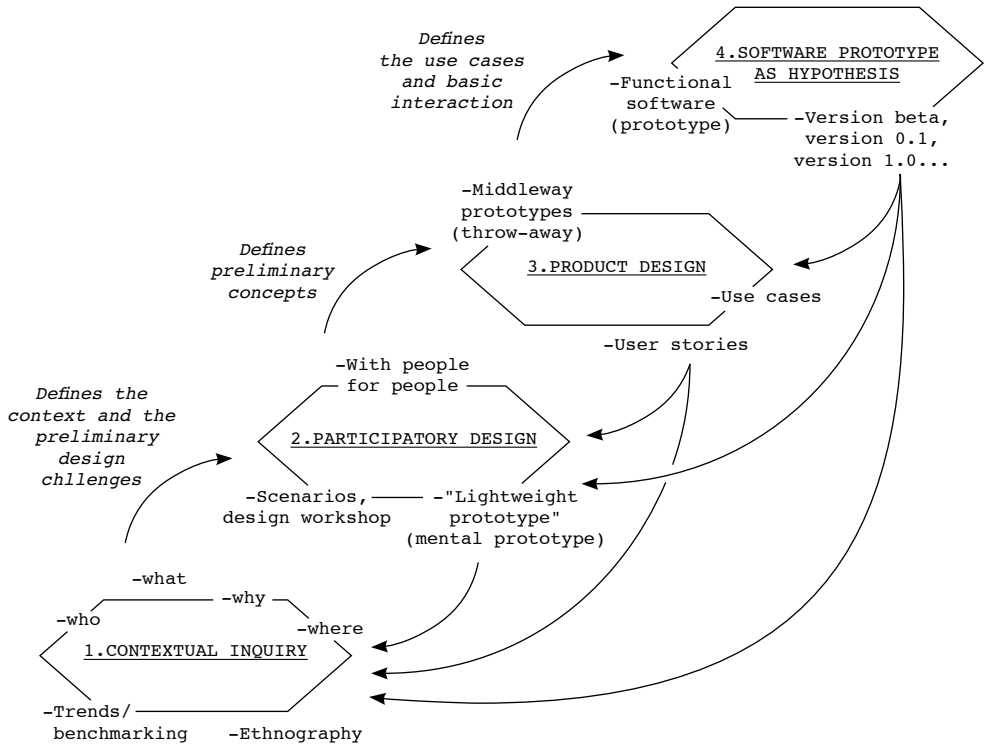 Defines
the use cases
and basic
interaction
4.SOFTWARE PROTOTYPE
AS HYPOTHESIS
-Functional
software
(prototype)
-Version beta,
version 0.1,
version 1.0...
Defines
preliminary
concepts
-Middleway
prototypes
(throw-away)
3.PRODUCT DESIGN
-Use cases
-User stories
Defines the
context and the
preliminary
design
chllenges
-With people
for people
2.PARTICIPATORY DESIGN
-Scenarios,
design workshop
-"Lightweight
prototype"
(mental prototype)
-what
-why
-who
-where
1.CONTEXTUAL INQUIRY
-Trends/
benchmarking
-Ethnography